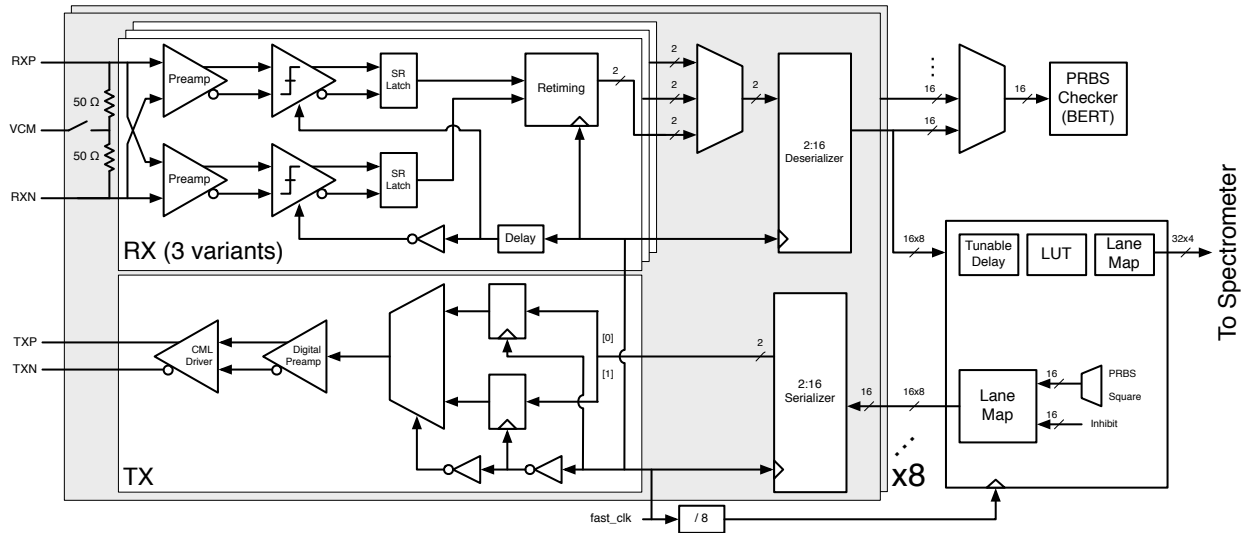 RXP
50 Ω
VCM
50 Ω
RXN
Preamp
SR
Latch
Retiming
2
Preamp
SR
Latch
Delay
RX (3 variants)
2
2
2
2
2:16
Deserializer
16
16
16
PRBS
Checker
(BERT)
16x8
Tunable
Delay
LUT
Lane
Map
32x4
To Spectrometer
TXP
TXN
CML
Driver
Digital
Preamp
[0]
[1]
2
2:16
Serializer
16
16x8
Lane
Map
16
PRBS
Square
16
Inhibit
TX
x8
fast_clk
/ 8